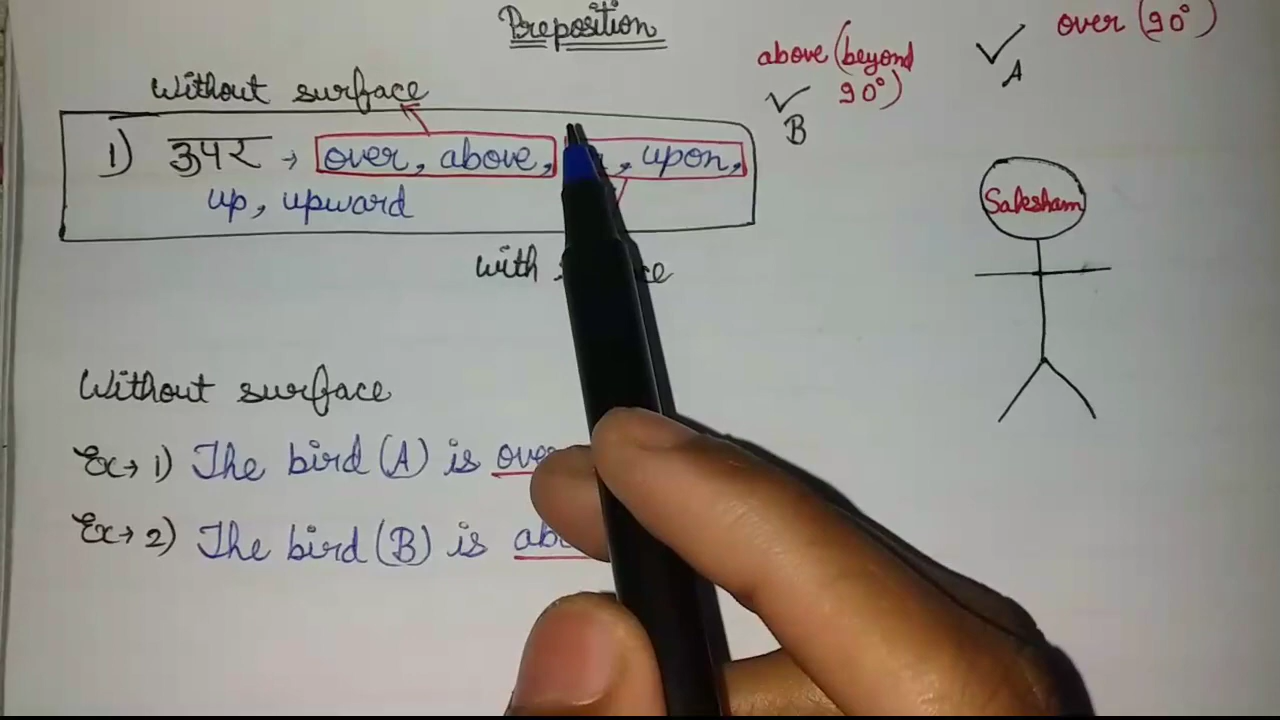 Preposition
over (90°)
above (beyond
90°)
A
B
Without surface
1) ऊपर → over, above, , upon,
up, upward
With
Saksham
Without surface
Ex→ 1) The bird (A) is
Ex→ 2) The bird (B) is